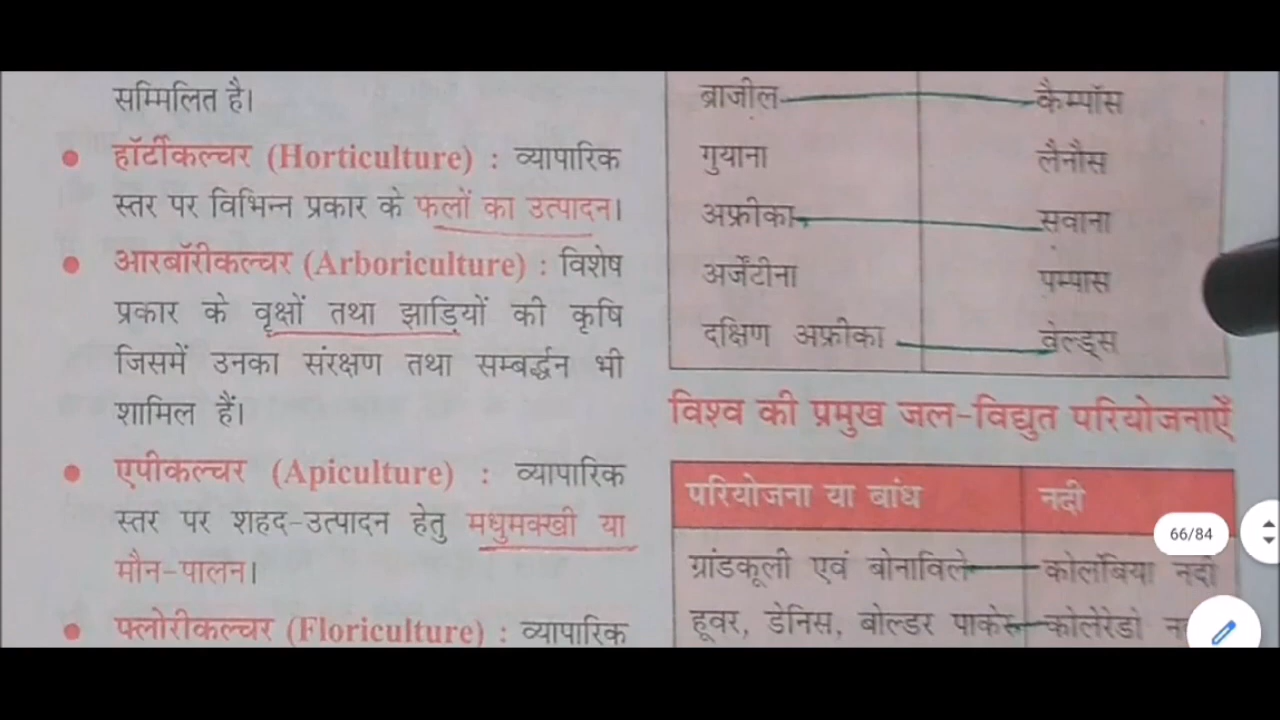 सम्मिलित है।
हॉर्टीकल्चर (Horticulture) : व्यापारिक
स्तर पर विभिन्न प्रकार के फलों का उत्पादन।
आरबॉरीकल्चर (Arboriculture) : विशेष
प्रकार के वृक्षों तथा झाड़ियों की कृषि
जिसमें उनका संरक्षण तथा सम्बर्द्धन भी
शामिल हैं।
एपीकल्चर (Apiculture) : व्यापारिक
स्तर पर शहद-उत्पादन हेतु मधुमक्खी या
मौन-पालन।
फ्लोरीकल्चर (Floriculture) : व्यापारिक
ब्राजील कैम्पॉस
गुयाना लैनौस
अफ्रीका सवाना
अर्जेंटीना पम्पास
दक्षिण अफ्रीका वेल्ड्स
विश्व की प्रमुख जल-विद्युत परियोजनाएँ
परियोजना या बांध नदी
66/84
ग्रांडकूली एवं बोनाविले कोलंबिया नदी
हूवर, डेनिस, बोल्डर पाकेर कोलेरेडो